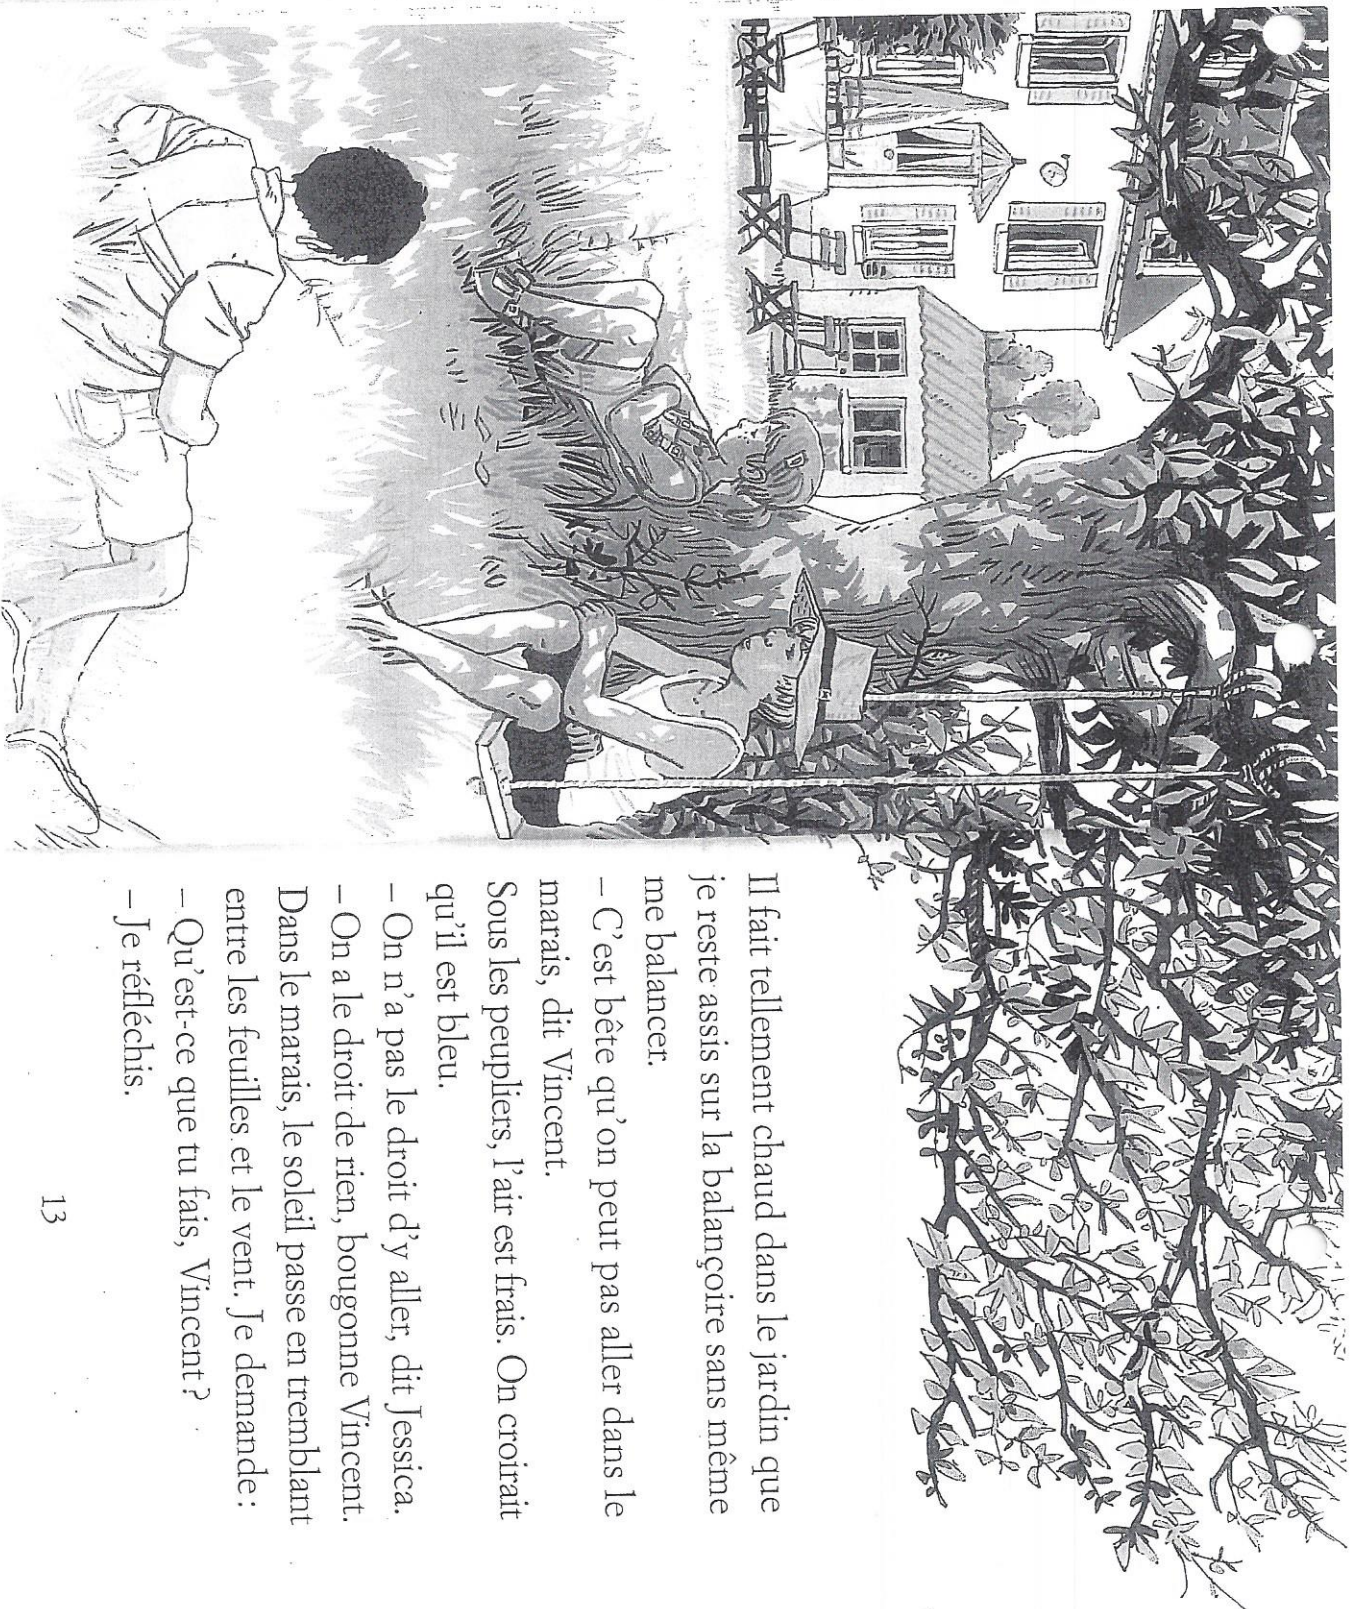 Il fait tellement chaud dans le jardin que
je reste assis sur la balançoire sans même
me balancer.
– C'est bête qu'on peut pas aller dans le
marais, dit Vincent.
Sous les peupliers, l'air est frais. On croirait
qu'il est bleu.
– On n'a pas le droit d'y aller, dit Jessica.
– On a le droit de rien, bougonne Vincent.
Dans le marais, le soleil passe en tremblant
entre les feuilles et le vent. Je demande :
– Qu'est-ce que tu fais, Vincent ?
– Je réfléchis.
13